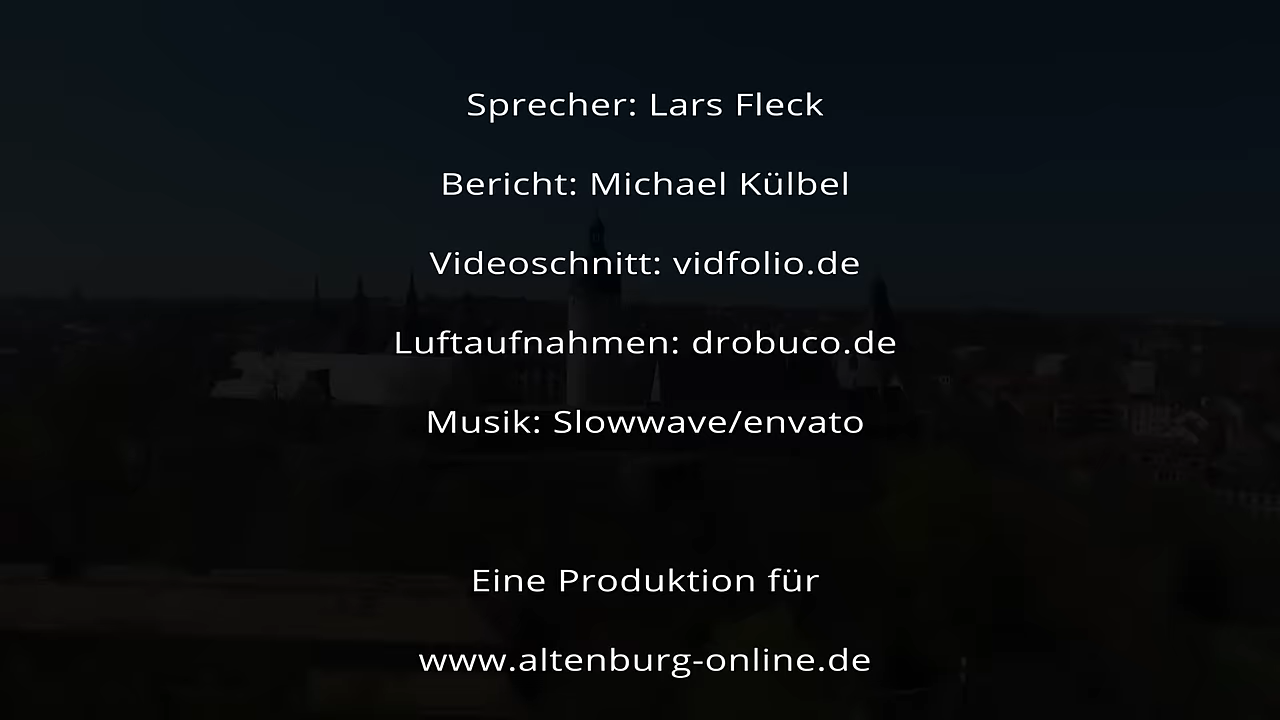 Sprecher: Lars Fleck
Bericht: Michael Külbel
Videoschnitt: vidfolio.de
Luftaufnahmen: drobuco.de
Musik: Slowwave/envato
Eine Produktion für
www.altenburg-online.de